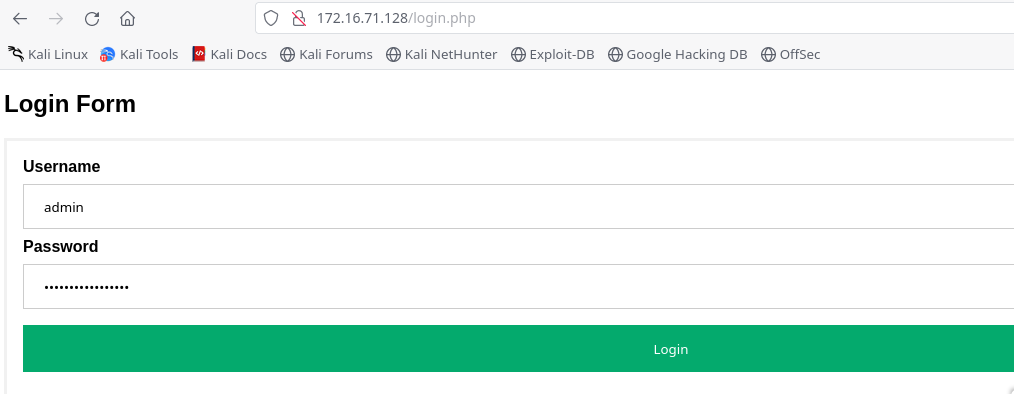 172.16.71.128/login.php
Kali Linux Kali Tools Kali Docs Kali Forums Kali NetHunter Exploit-DB Google Hacking DB OffSec
Login Form
Username
admin
Password
•••••••••••••••••
Login